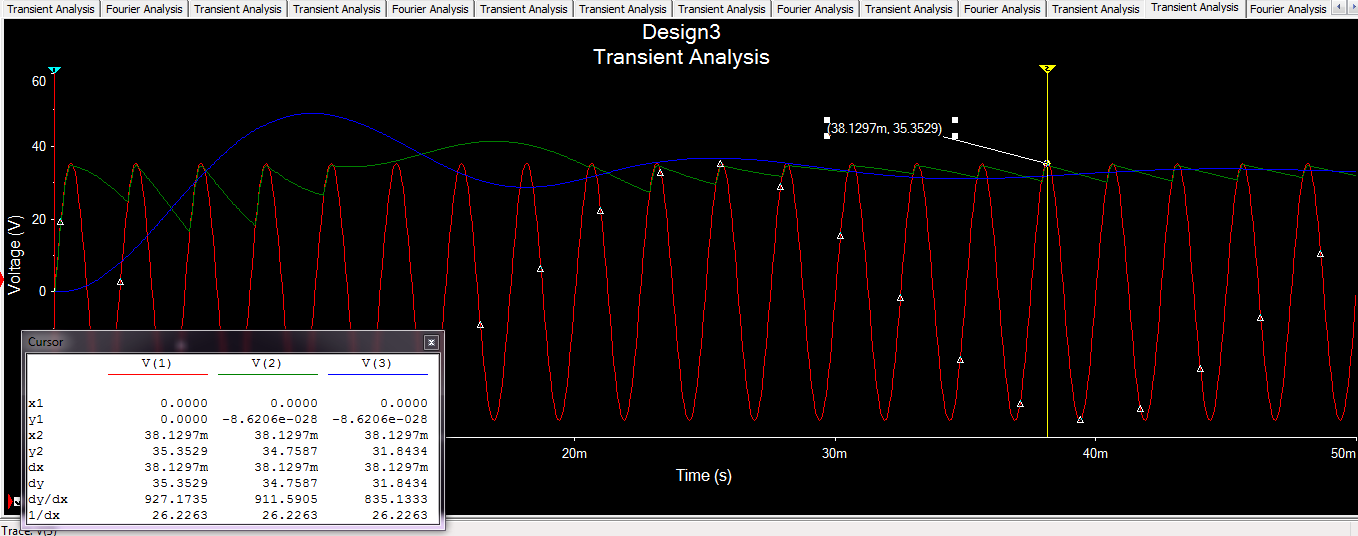 Transient Analysis Fourier Analysis Transient Analysis Transient Analysis Fourier Analysis Transient Analysis Transient Analysis Transient Analysis Fourier Analysis Transient Analysis Fourier Analysis Transient Analysis Transient Analysis Fourier Analysis
Design3
Transient Analysis
1
2
60
40
20
0
Voltage (V)
(38.1297m, 35.3529)
Cursor
x
V(1) V(2) V(3)
x1 0.0000 0.0000 0.0000
y1 0.0000 -8.6206e-028 -8.6206e-028
x2 38.1297m 38.1297m 38.1297m
y2 35.3529 34.7587 31.8434
dx 38.1297m 38.1297m 38.1297m
dy 35.3529 34.7587 31.8434
dy/dx 927.1735 911.5905 835.1333
1/dx 26.2263 26.2263 26.2263
20m 30m 40m 50m
Time (s)
Trace: V(3)